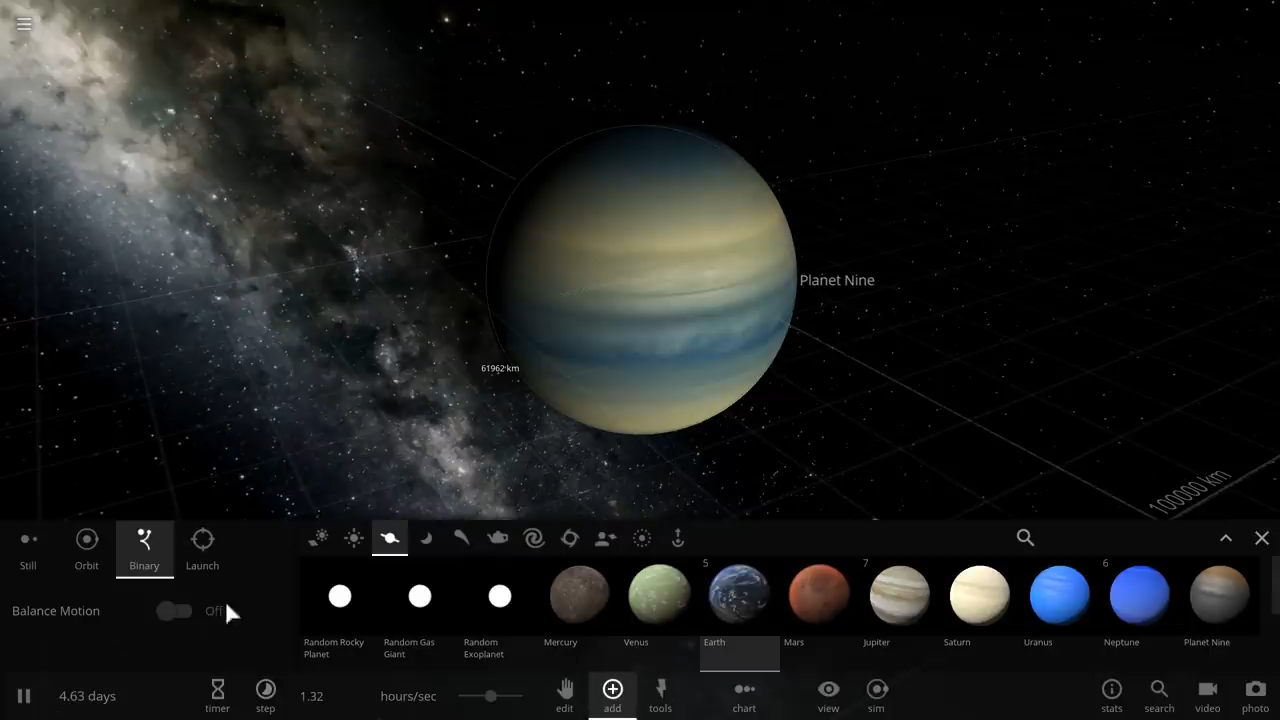 Planet Nine
61962 km
100000 km
Still
Orbit
Binary
Launch
Balance Motion
Off
5
7
6
Random Rocky
Planet
Random Gas
Giant
Random
Exoplanet
Mercury
Venus
Earth
Mars
Jupiter
Saturn
Uranus
Neptune
Planet Nine
4.63 days
timer
step
1.32
hours/sec
edit
add
tools
chart
view
sim
stats
search
video
photo